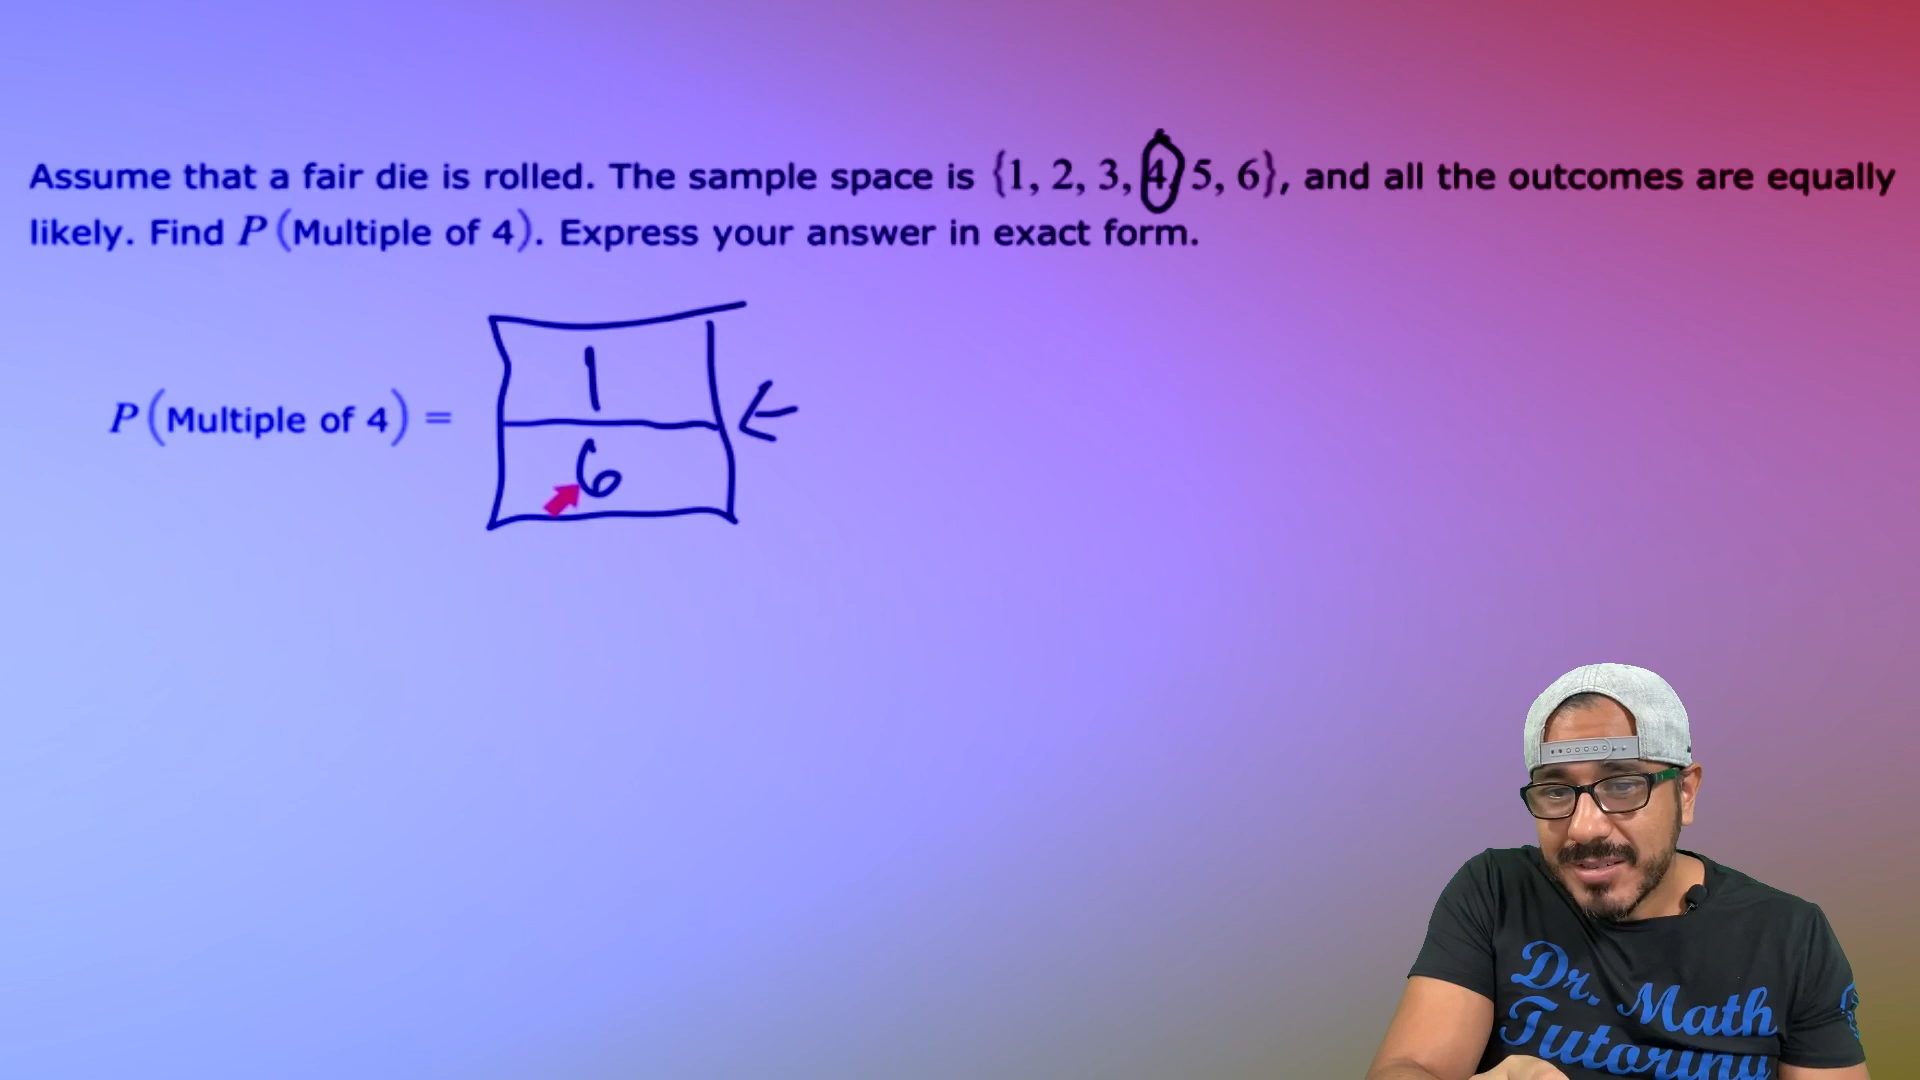 Assume that a fair die is rolled. The sample space is {1, 2, 3, 4, 5, 6}, and all the outcomes are equally
likely. Find P (Multiple of 4). Express your answer in exact form.
1
P (Multiple of 4) =
6
Dr. Math
Tutoring